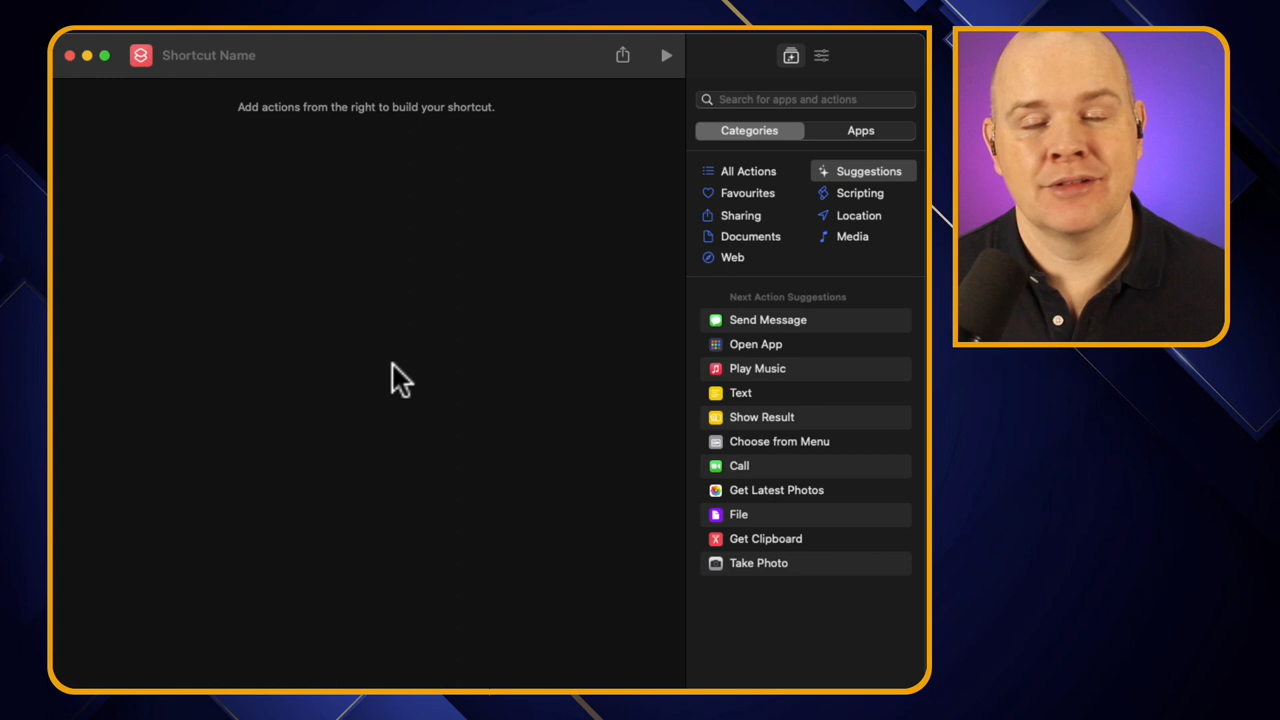 Shortcut Name
Add actions from the right to build your shortcut.
Search for apps and actions
Categories
Apps
All Actions
Suggestions
Favourites
Scripting
Sharing
Location
Documents
Media
Web
Next Action Suggestions
Send Message
Open App
Play Music
Text
Show Result
Choose from Menu
Call
Get Latest Photos
File
Get Clipboard
Take Photo